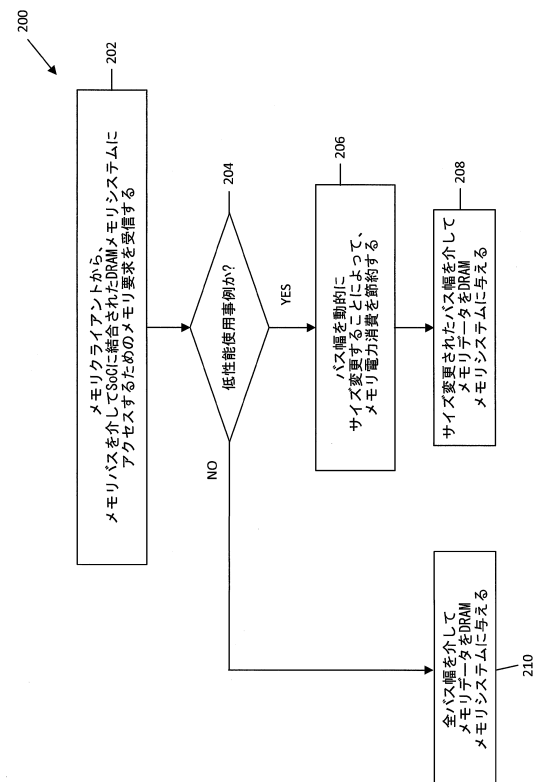 200
202
メモリクライアントから、
メモリバスを介してSoCに結合されたDRAMメモリシステムに
アクセスするためのメモリ要求を受信する
204
低性能使用事例か?
YES
NO
206
バス幅を動的に
サイズ変更することによって、
メモリ電力消費を節約する
208
サイズ変更されたバス幅を介して
メモリデータをDRAM
メモリシステムに与える
全バス幅を介して
メモリデータをDRAM
メモリシステムに与える
210